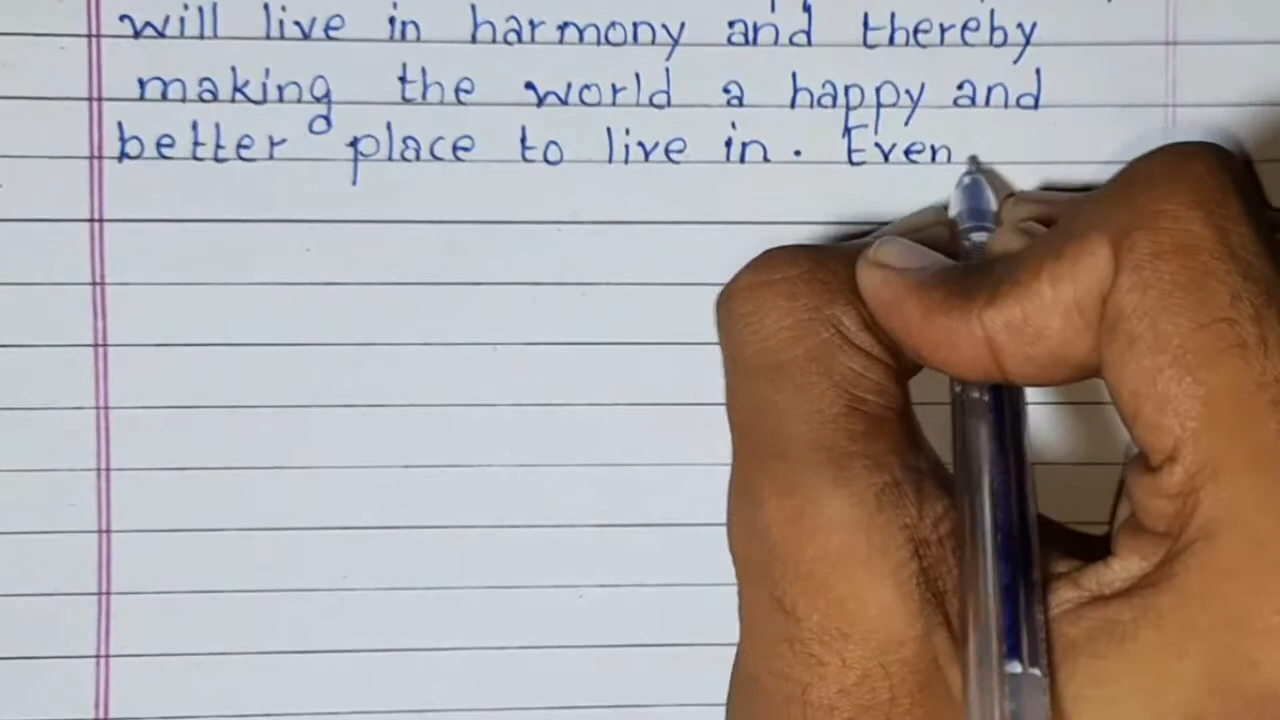 will live in harmony and thereby
making the world a happy and
better place to live in. Even